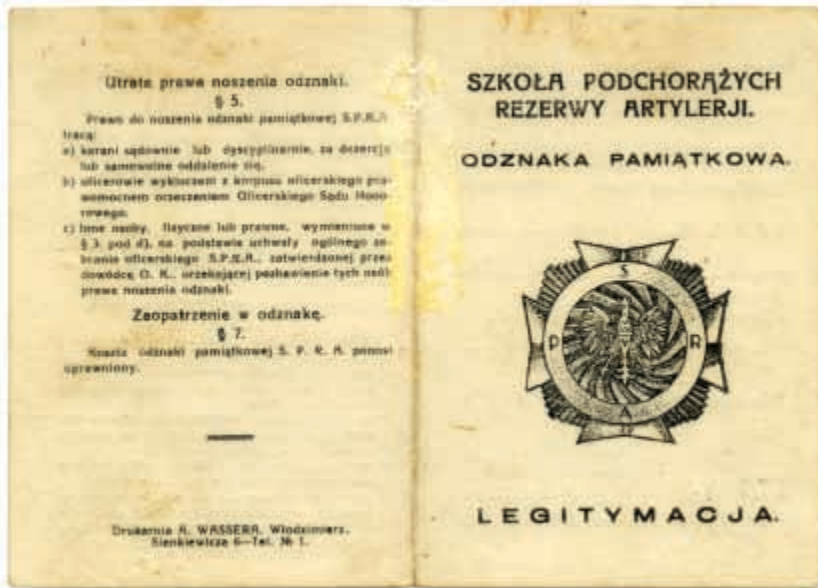 Utrata prawa noszenia odznaki.
§ 5.
Prawo do noszenia odznaki pamiątkowej S.P.R.A.
tracą:
a) karani sądownie lub dyscyplinarnie, za dezercję
lub samowolne oddalenie się,
b) oficerowie wykluczeni z korpusu oficerskiego pra-
womocnem orzeczeniem Oficerskiego Sądu Hono-
rowego;
c) Inne osoby, fizyczne lub prawne, wymienione w
§ 3. pod d), na podstawie uchwały ogólnego ze-
brania oficerskiego S.P.R.A., zatwierdzonej przez
dowódcę O. K., orzekającej pozbawienie tych osób
prawa noszenia odznaki.
Zaopatrzenie w odznakę.
§ 7.
Koszta odznaki pamiątkowej S. P. R. A. ponosi
uprawniony.
Drukarnia A. WASSERA, Włodzimierz.
Sienkiewicza 6—Tel. № 1.
SZKOŁA PODCHORĄŻYCH
REZERWY ARTYLERJI.
ODZNAKA PAMIĄTKOWA.
S
P R
A
LEGITYMACJA.